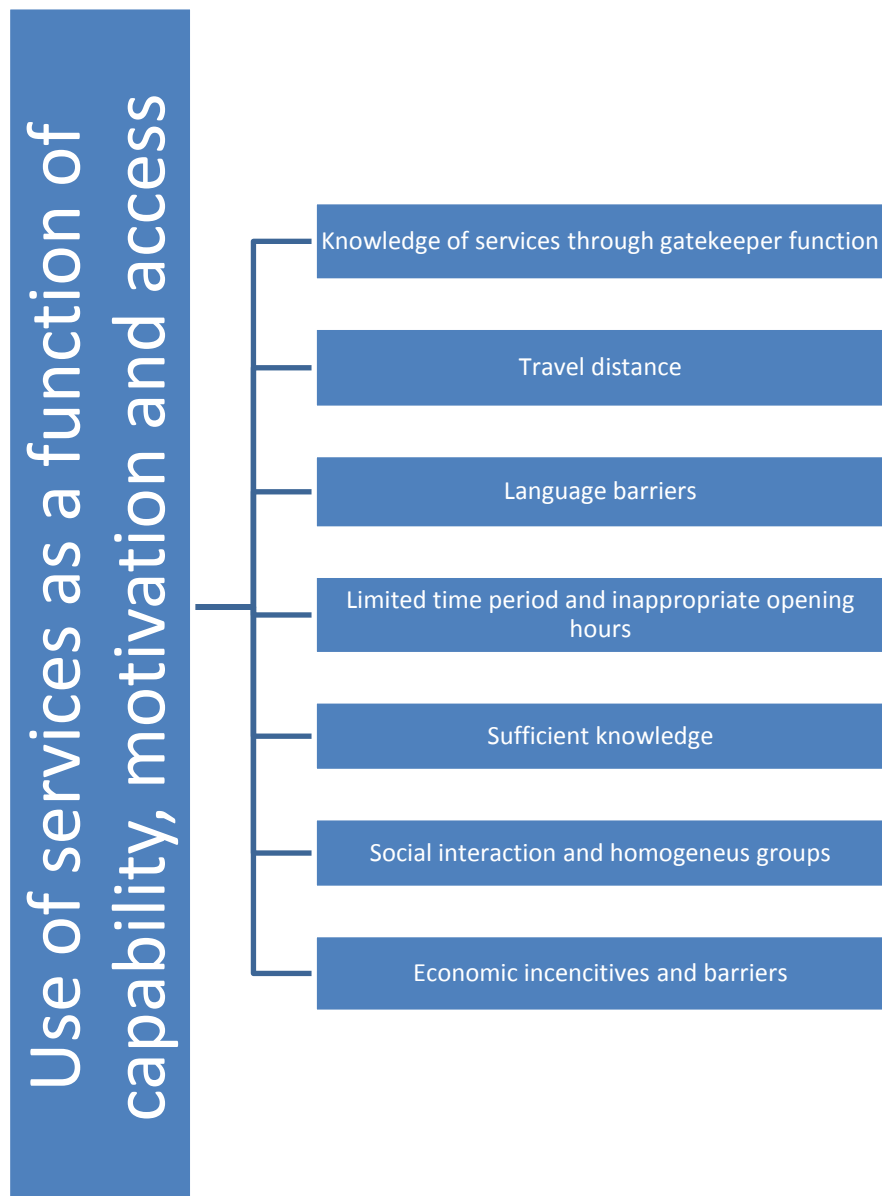 Use of services as a function of
capability, motivation and access
Knowledge of services through gatekeeper function
Travel distance
Language barriers
Limited time period and inappropriate opening
hours
Sufficient knowledge
Social interaction and homogeneus groups
Economic incencitives and barriers